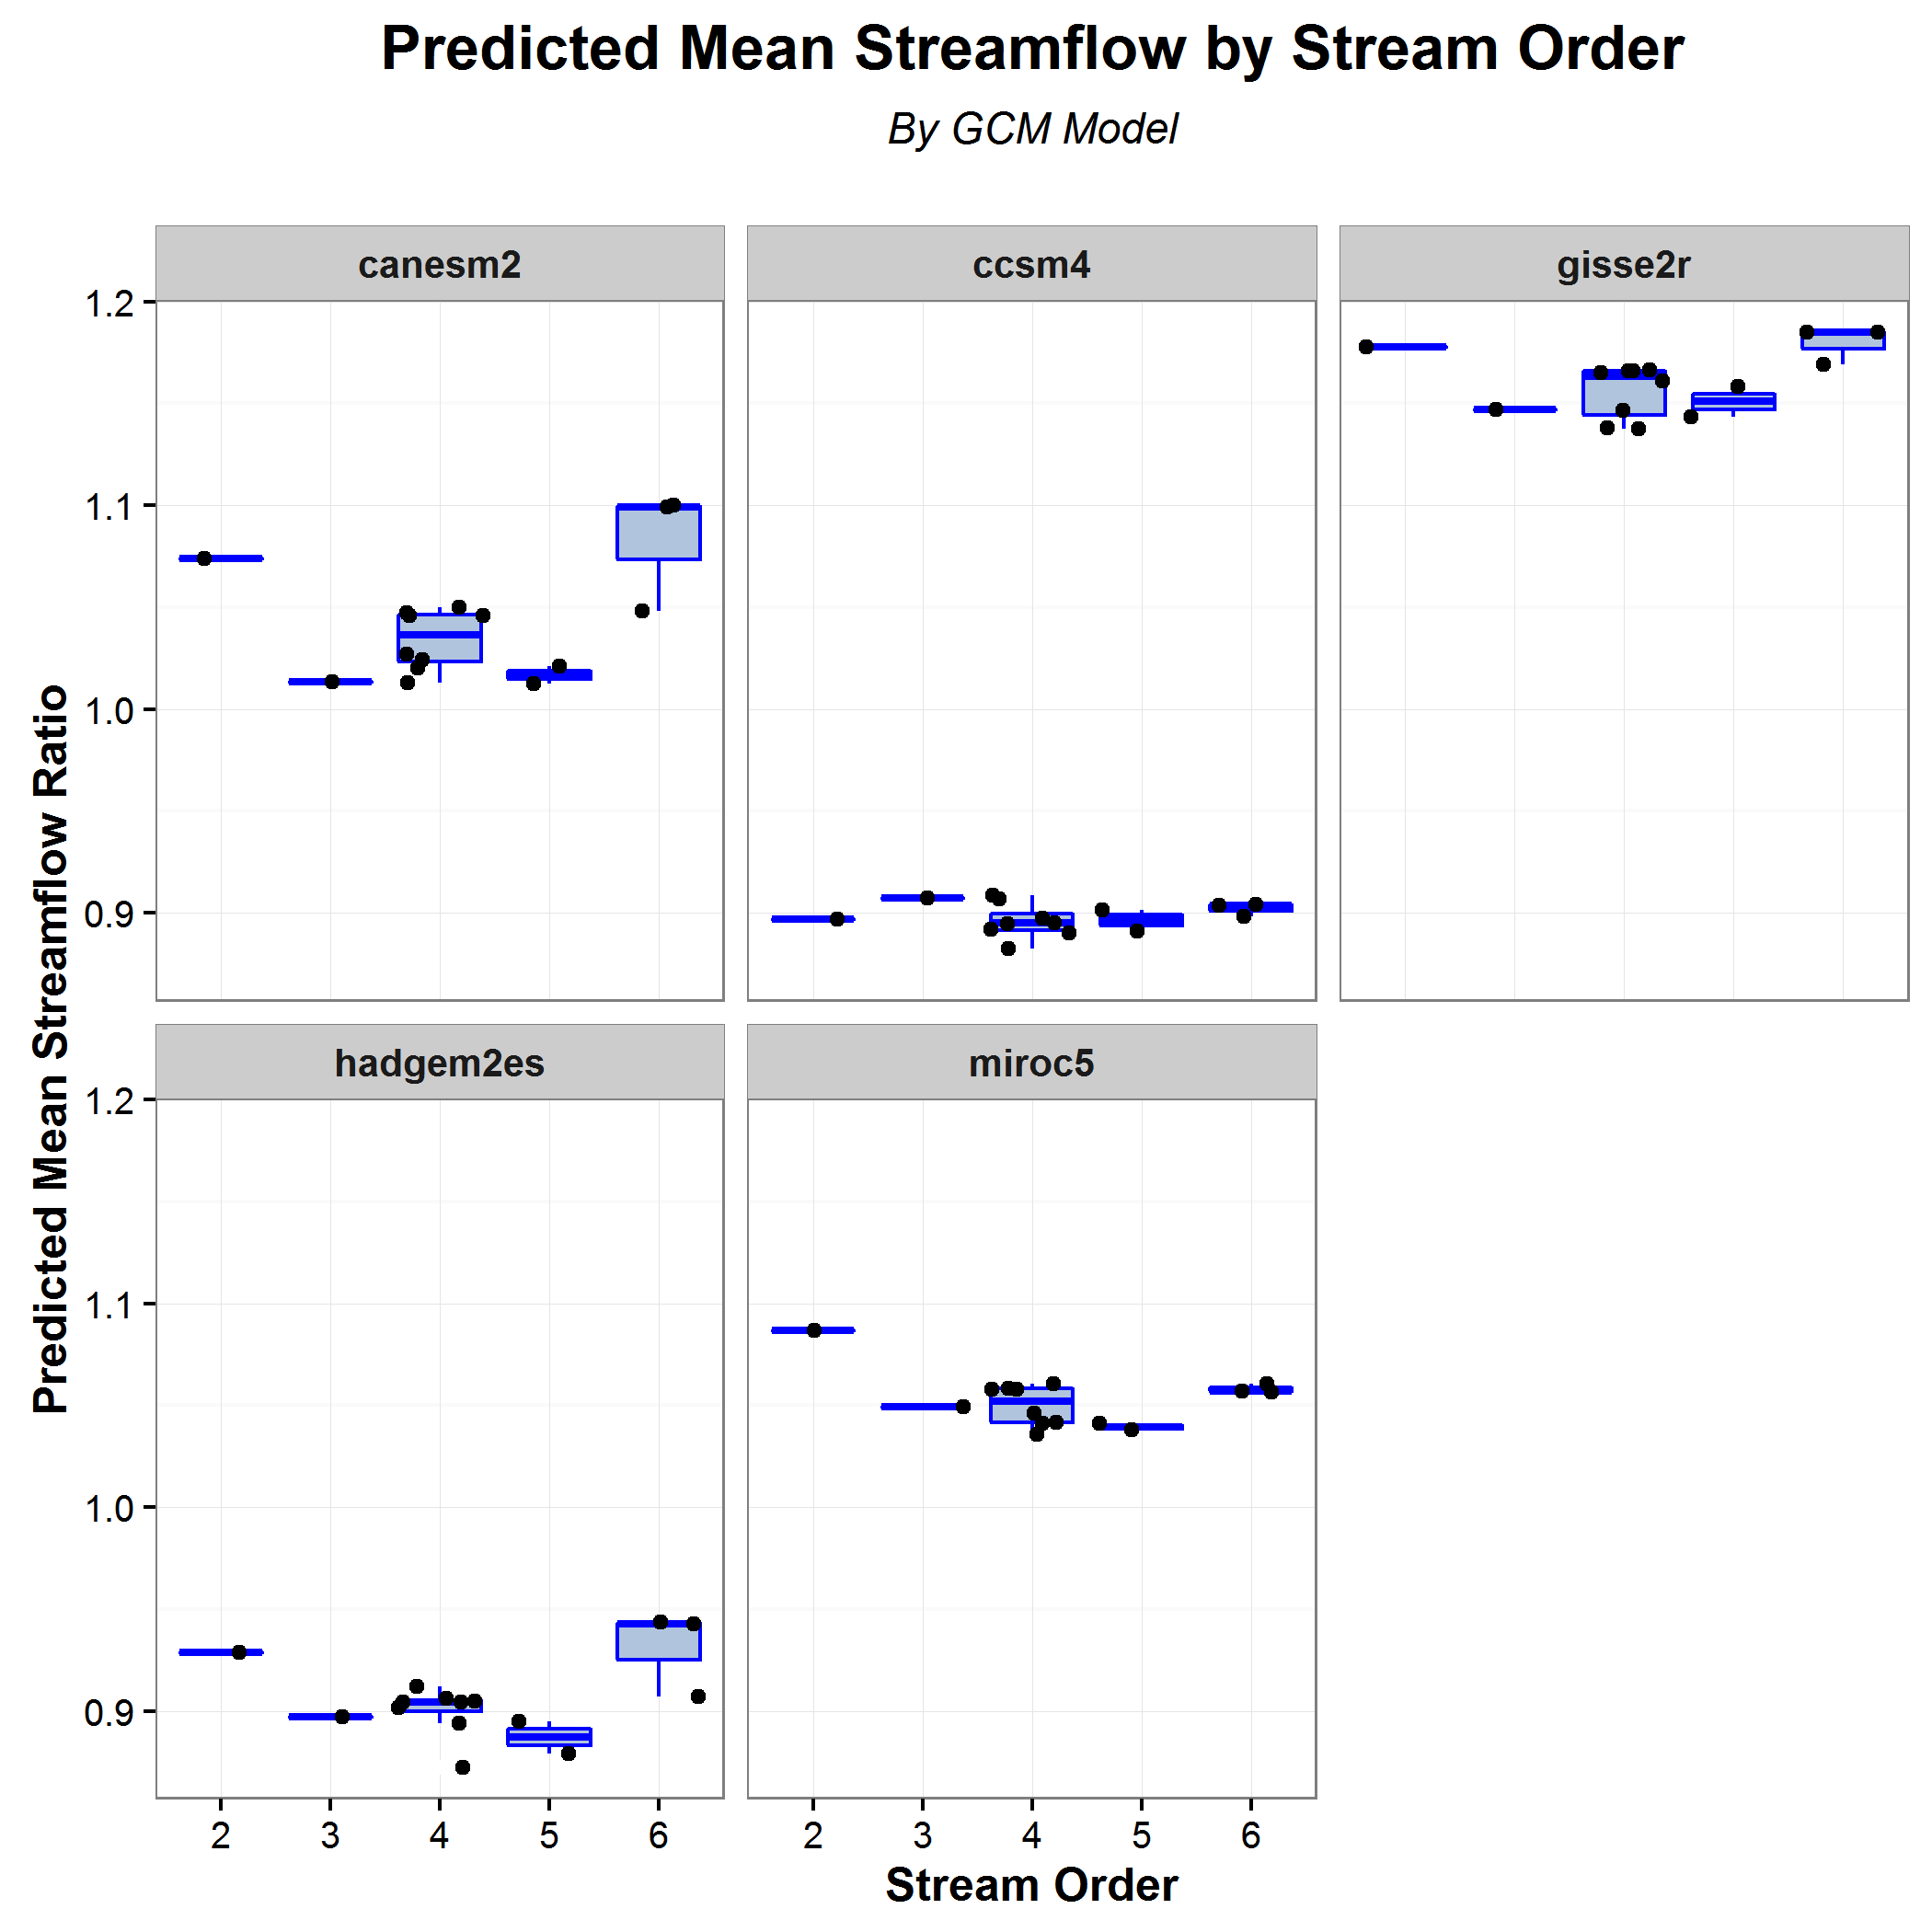 Predicted Mean Streamflow by Stream Order
By GCM Model
canesm2
ccsm4
gisse2r
1.2
1.1
1.0
0.9
Predicted Mean Streamflow Ratio
hadgem2es
miroc5
1.2
1.1
1.0
0.9
2 3 4 5 6
2 3 4 5 6
Stream Order